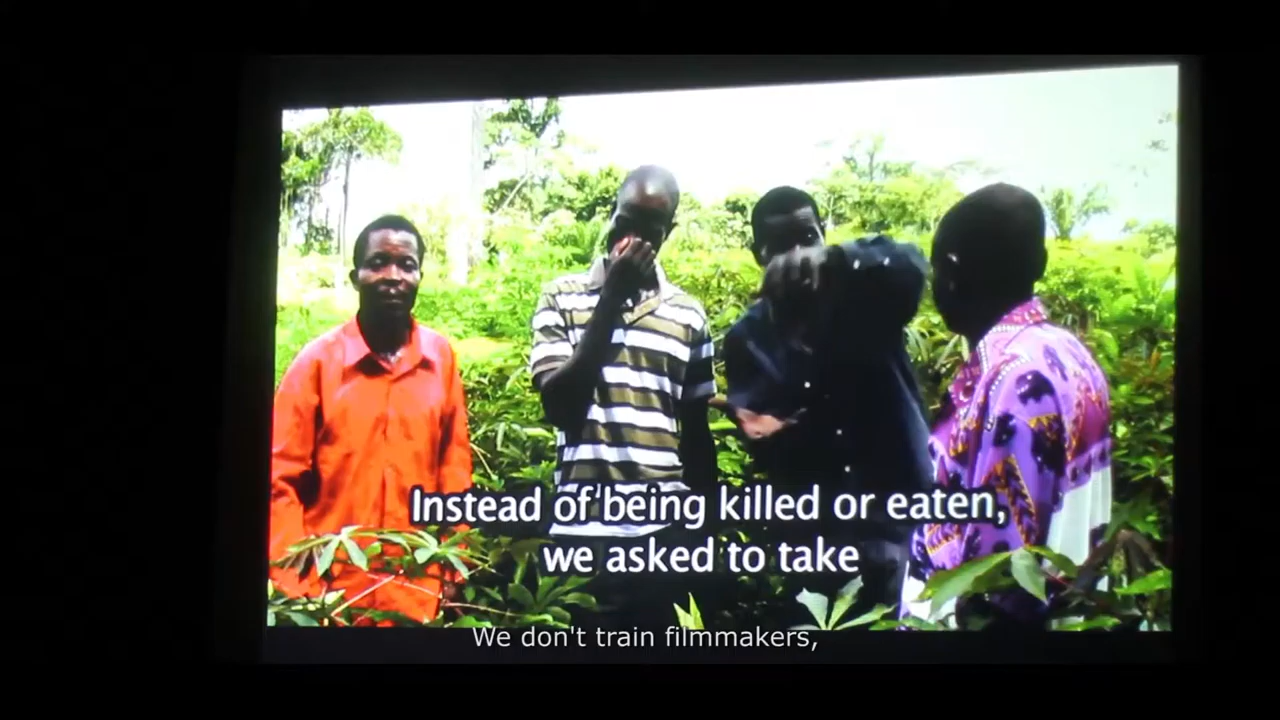 Instead of being killed or eaten,
we asked to take
We don't train filmmakers,